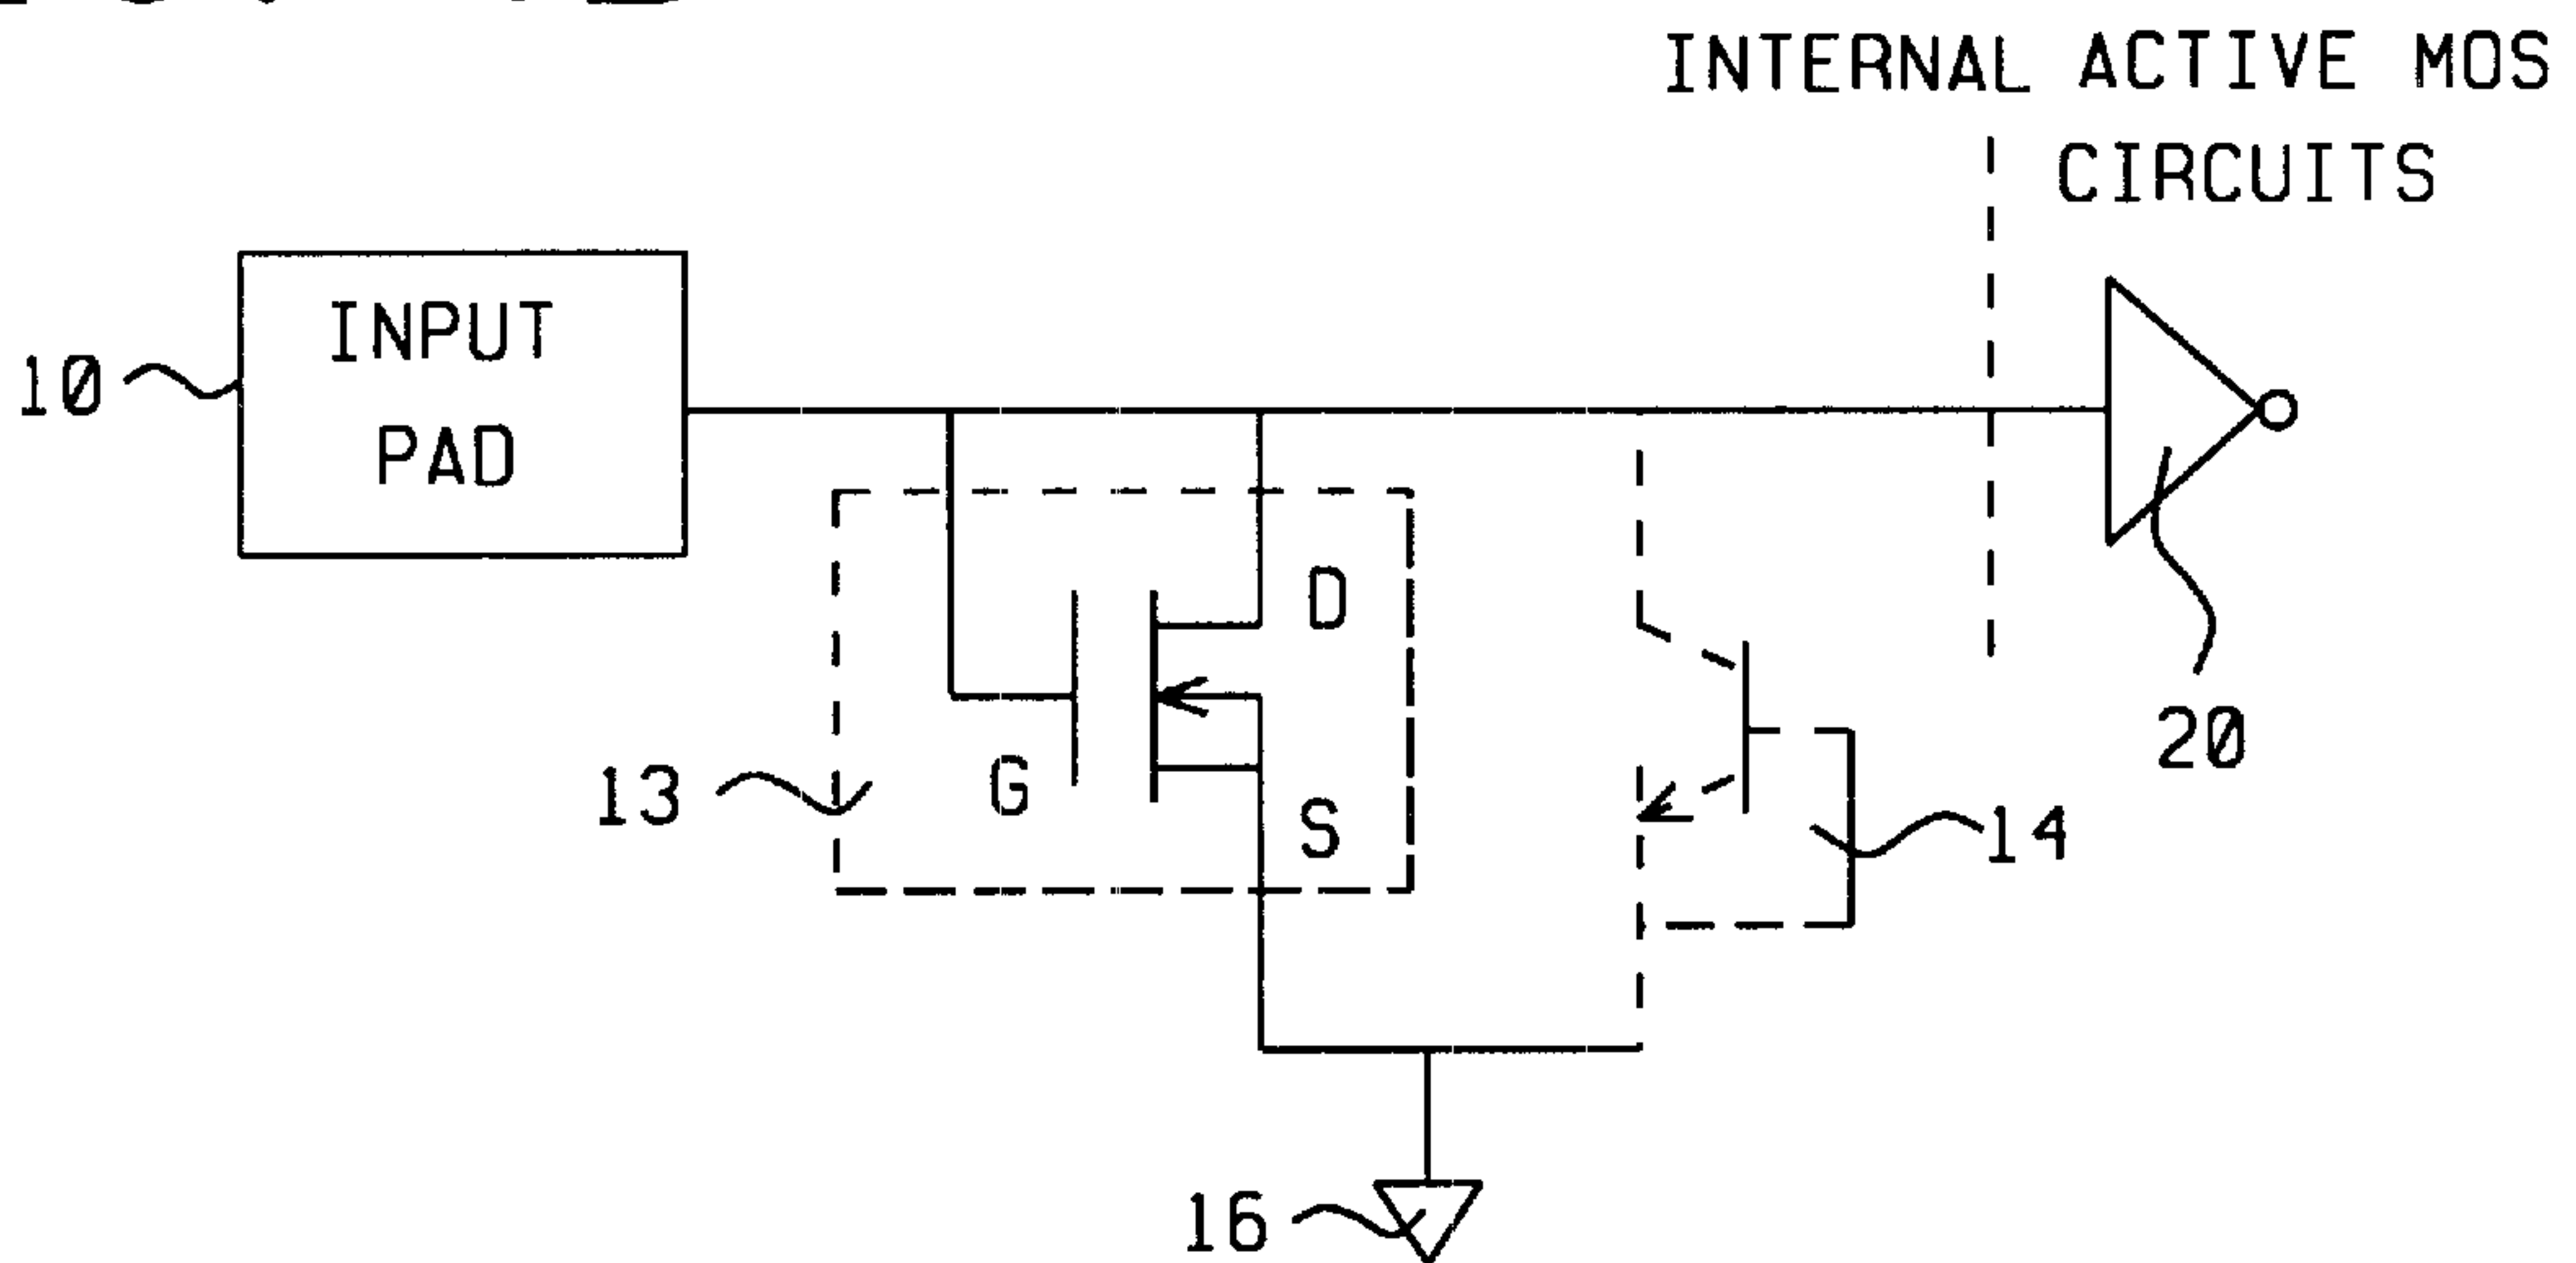 INTERNAL ACTIVE MOS
CIRCUITS
INPUT
PAD
10
D
G
S
13
14
20
16